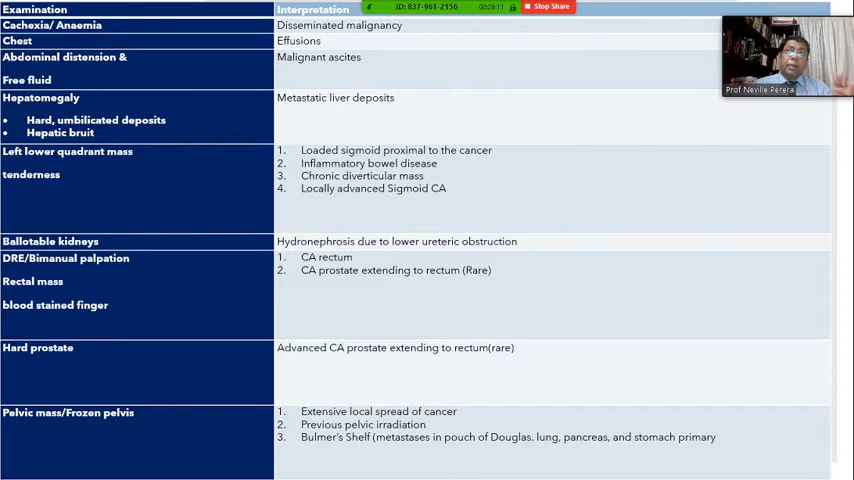 ID: 837-961-2156
00:26:11
Stop Share
Examination
Interpretation
Cachexia/ Anaemia
Disseminated malignancy
Chest
Effusions
Abdominal distension &
Free fluid
Malignant ascites
Hepatomegaly
• Hard, umbilicated deposits
• Hepatic bruit
Metastatic liver deposits
Left lower quadrant mass
tenderness
1. Loaded sigmoid proximal to the cancer
2. Inflammatory bowel disease
3. Chronic diverticular mass
4. Locally advanced Sigmoid CA
Ballotable kidneys
Hydronephrosis due to lower ureteric obstruction
DRE/Bimanual palpation
Rectal mass
blood stained finger
1. CA rectum
2. CA prostate extending to rectum (Rare)
Hard prostate
Advanced CA prostate extending to rectum(rare)
Pelvic mass/Frozen pelvis
1. Extensive local spread of cancer
2. Previous pelvic irradiation
3. Bulmer's Shelf (metastases in pouch of Douglas. lung, pancreas, and stomach primary
Prof Neville Perera